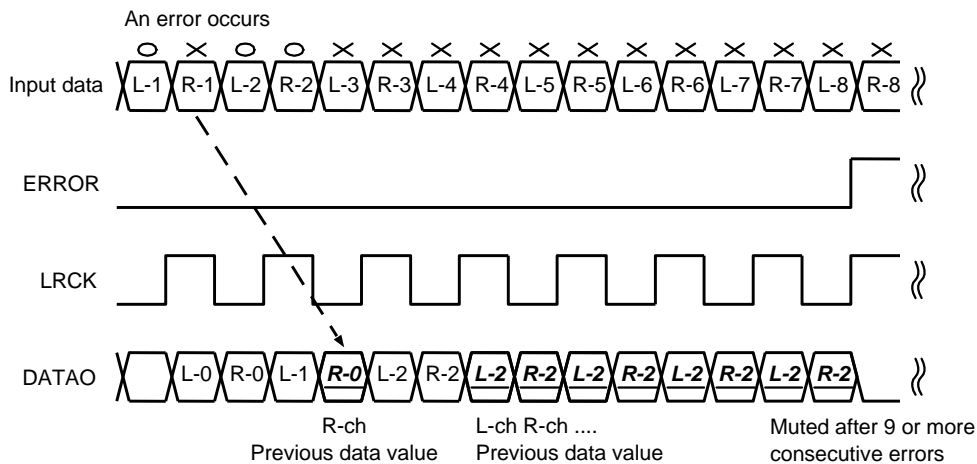 An error occurs
O X O O X X X X X X X X X X X X
Input data L-1 R-1 L-2 R-2 L-3 R-3 L-4 R-4 L-5 R-5 L-6 R-6 L-7 R-7 L-8 R-8
ERROR
LRCK
DATAO L-0 R-0 L-1 R-0 L-2 R-2 L-2 R-2 L-2 R-2 L-2 R-2 L-2 R-2
R-ch
Previous data value
L-ch R-ch ....
Previous data value
Muted after 9 or more
consecutive errors